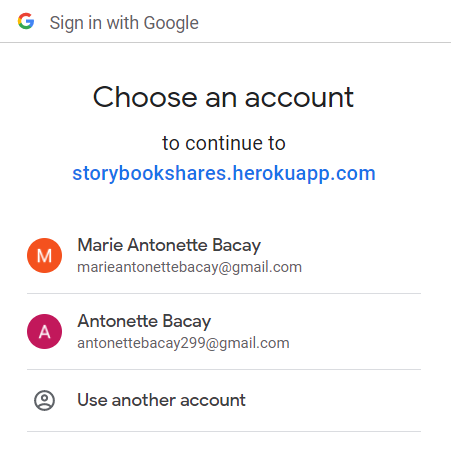 Sign in with Google
Choose an account
to continue to
storybookshares.herokuapp.com
M
Marie Antonette Bacay
marieantonettebacay@gmail.com
A
Antonette Bacay
antonettebacay299@gmail.com
Use another account